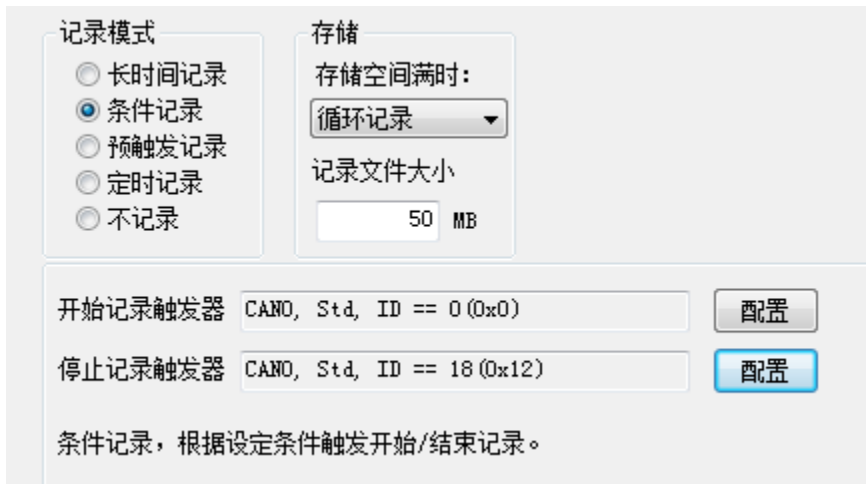 记录模式
长时间记录
条件记录
预触发记录
定时记录
不记录
存储
存储空间满时:
循环记录
记录文件大小
50 MB
开始记录触发器 CAN0, Std, ID == 0(0x0) 配置
停止记录触发器 CAN0, Std, ID == 18(0x12) 配置
条件记录，根据设定条件触发开始/结束记录。